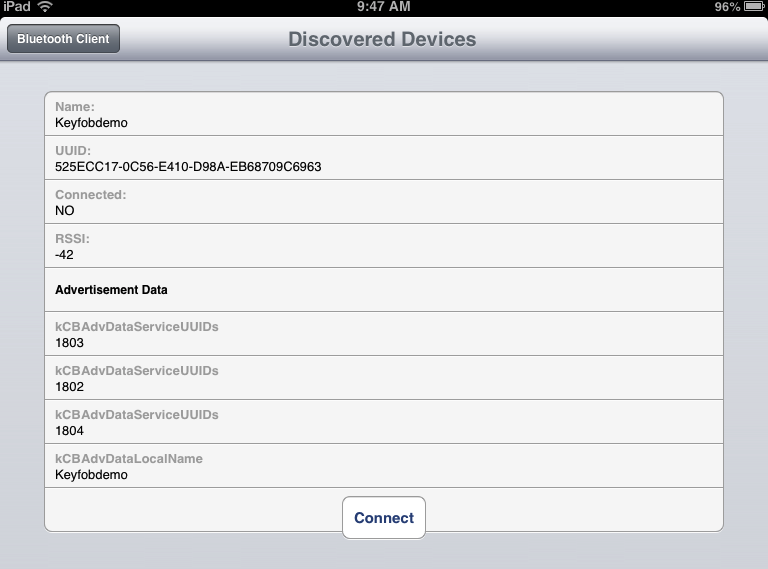 iPad 9:47 AM 96%
Bluetooth Client Discovered Devices
Name:
Keyfobdemo
UUID:
525ECC17-0C56-E410-D98A-EB68709C6963
Connected:
NO
RSSI:
-42
Advertisement Data
kCBAdvDataServiceUUIDs
1803
kCBAdvDataServiceUUIDs
1802
kCBAdvDataServiceUUIDs
1804
kCBAdvDataLocalName
Keyfobdemo
Connect